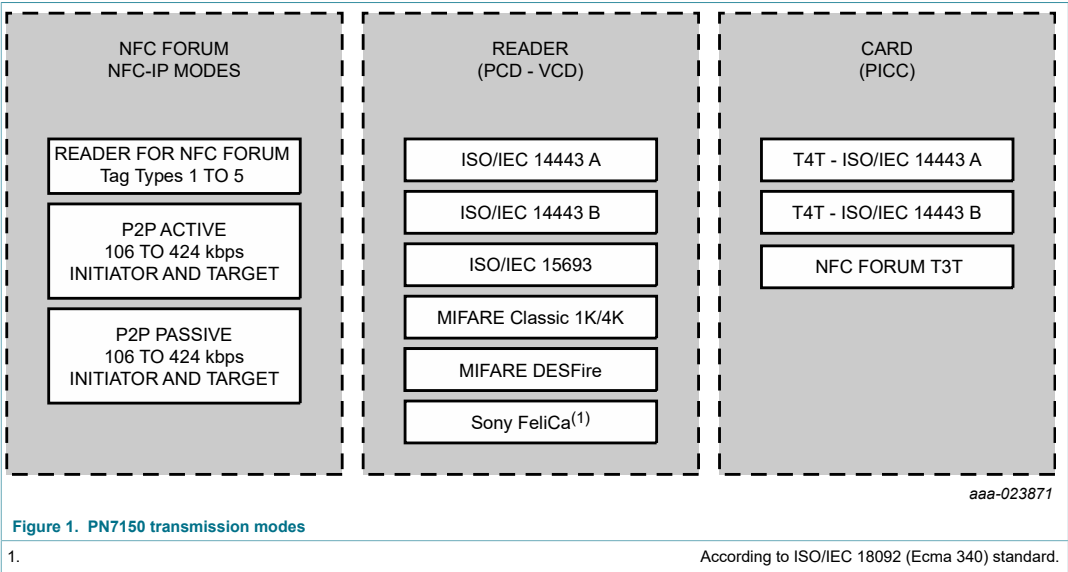 NFC FORUM
NFC-IP MODES
READER FOR NFC FORUM
Tag Types 1 TO 5
P2P ACTIVE
106 TO 424 kbps
INITIATOR AND TARGET
P2P PASSIVE
106 TO 424 kbps
INITIATOR AND TARGET
READER
(PCD - VCD)
ISO/IEC 14443 A
ISO/IEC 14443 B
ISO/IEC 15693
MIFARE Classic 1K/4K
MIFARE DESFire
Sony FeliCa(1)
CARD
(PICC)
T4T - ISO/IEC 14443 A
T4T - ISO/IEC 14443 B
NFC FORUM T3T
aaa-023871
Figure 1. PN7150 transmission modes
1. According to ISO/IEC 18092 (Ecma 340) standard.